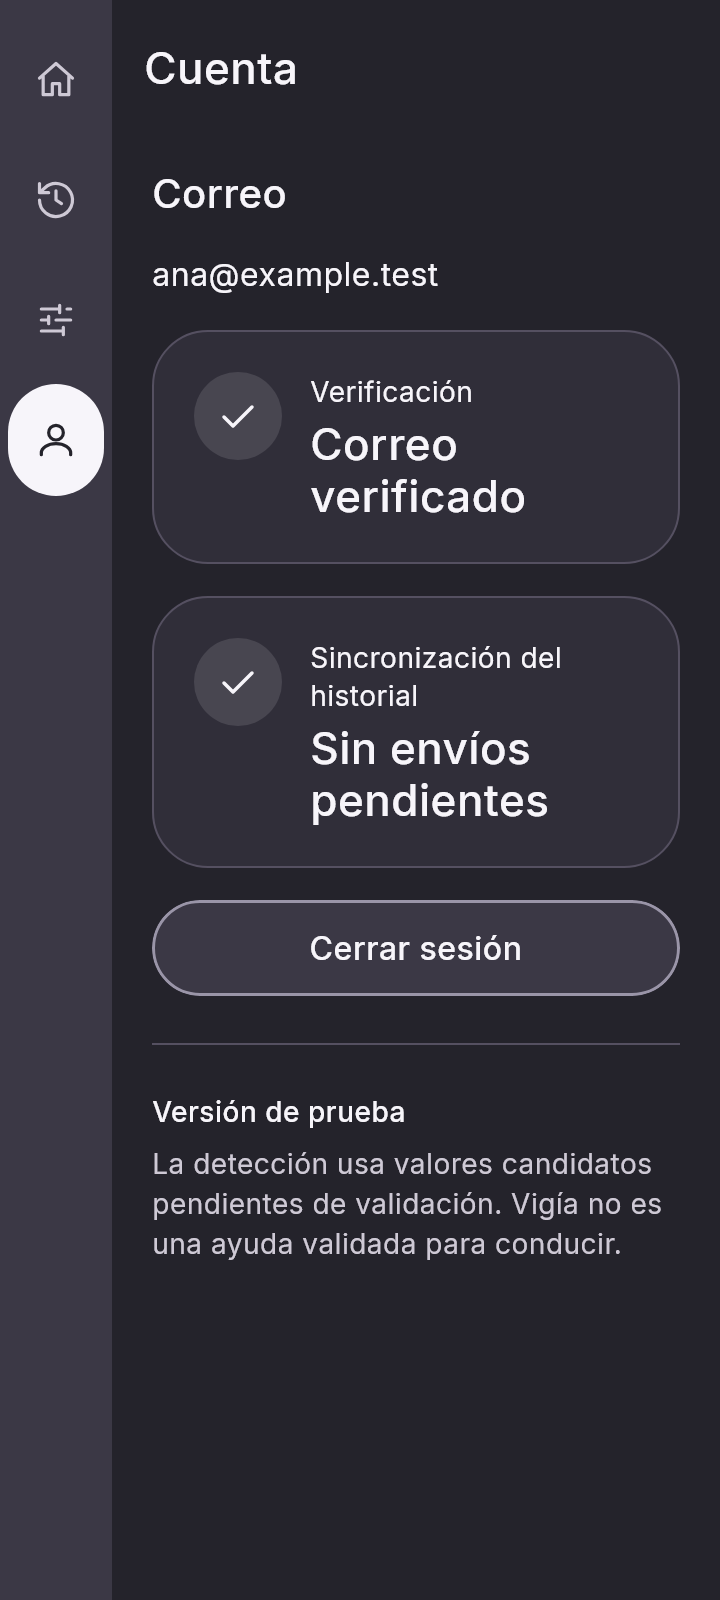 Cuenta
Correo
ana@example.test
Verificación
Correo
verificado
Sincronización del
historial
Sin envíos
pendientes
Cerrar sesión
Versión de prueba
La detección usa valores candidatos
pendientes de validación. Vigía no es
una ayuda validada para conducir.